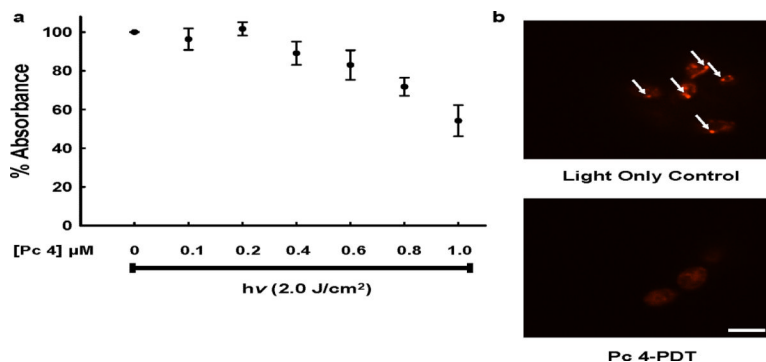 a
100
80
60
40
20
0
% Absorbance
[Pc 4] µM 0 0.1 0.2 0.4 0.6 0.8 1.0
hν (2.0 J/cm²)
b
Light Only Control
Pc 4-PDT